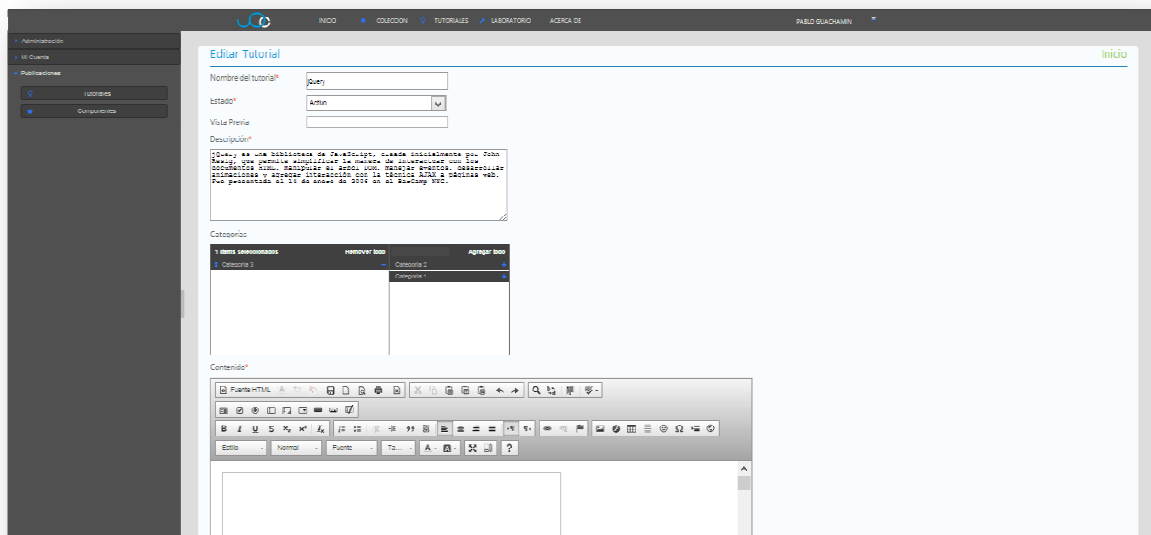 INICIO COLECCION TUTORIALES LABORATORIO ACERCA DE PABLO GUACHAMIN
Administración
Mi Cuenta
Publicaciones
Tutoriales
Componentes
Editar Tutorial Inicio
Nombre del tutorial*
jQuery
Estado*
Activo
Vista Previa
Descripción*
jQuery es una biblioteca de JavaScript, creada inicialmente por John
Resig, que permite simplificar la manera de interactuar con los
documentos HTML, manipular el árbol DOM, manejar eventos, desarrollar
animaciones y agregar interacción con la técnica AJAX a páginas web.
Fue presentada el 14 de enero de 2006 en el BarCamp NYC.
Categorías
1 items seleccionados Remover todo Agregar todo
Categoria 3 Categoria 2
Categoria 1
Contenido*
Fuente HTML
Estilo Normal Fuente Ta...